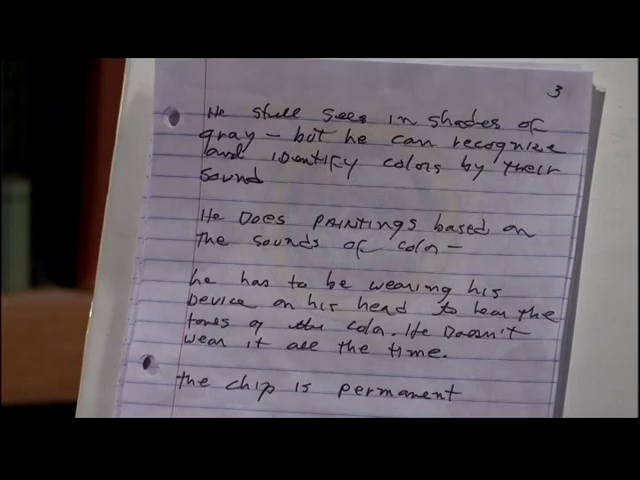 3
He still sees in shades of
gray - but he can recognize
and identify colors by their
sound
He Does PAINTINGS based on
the sounds of color -
he has to be wearing his
Device on his head to hear the
tones of the color. He Doesn't
wear it all the time.
the chip is permanent